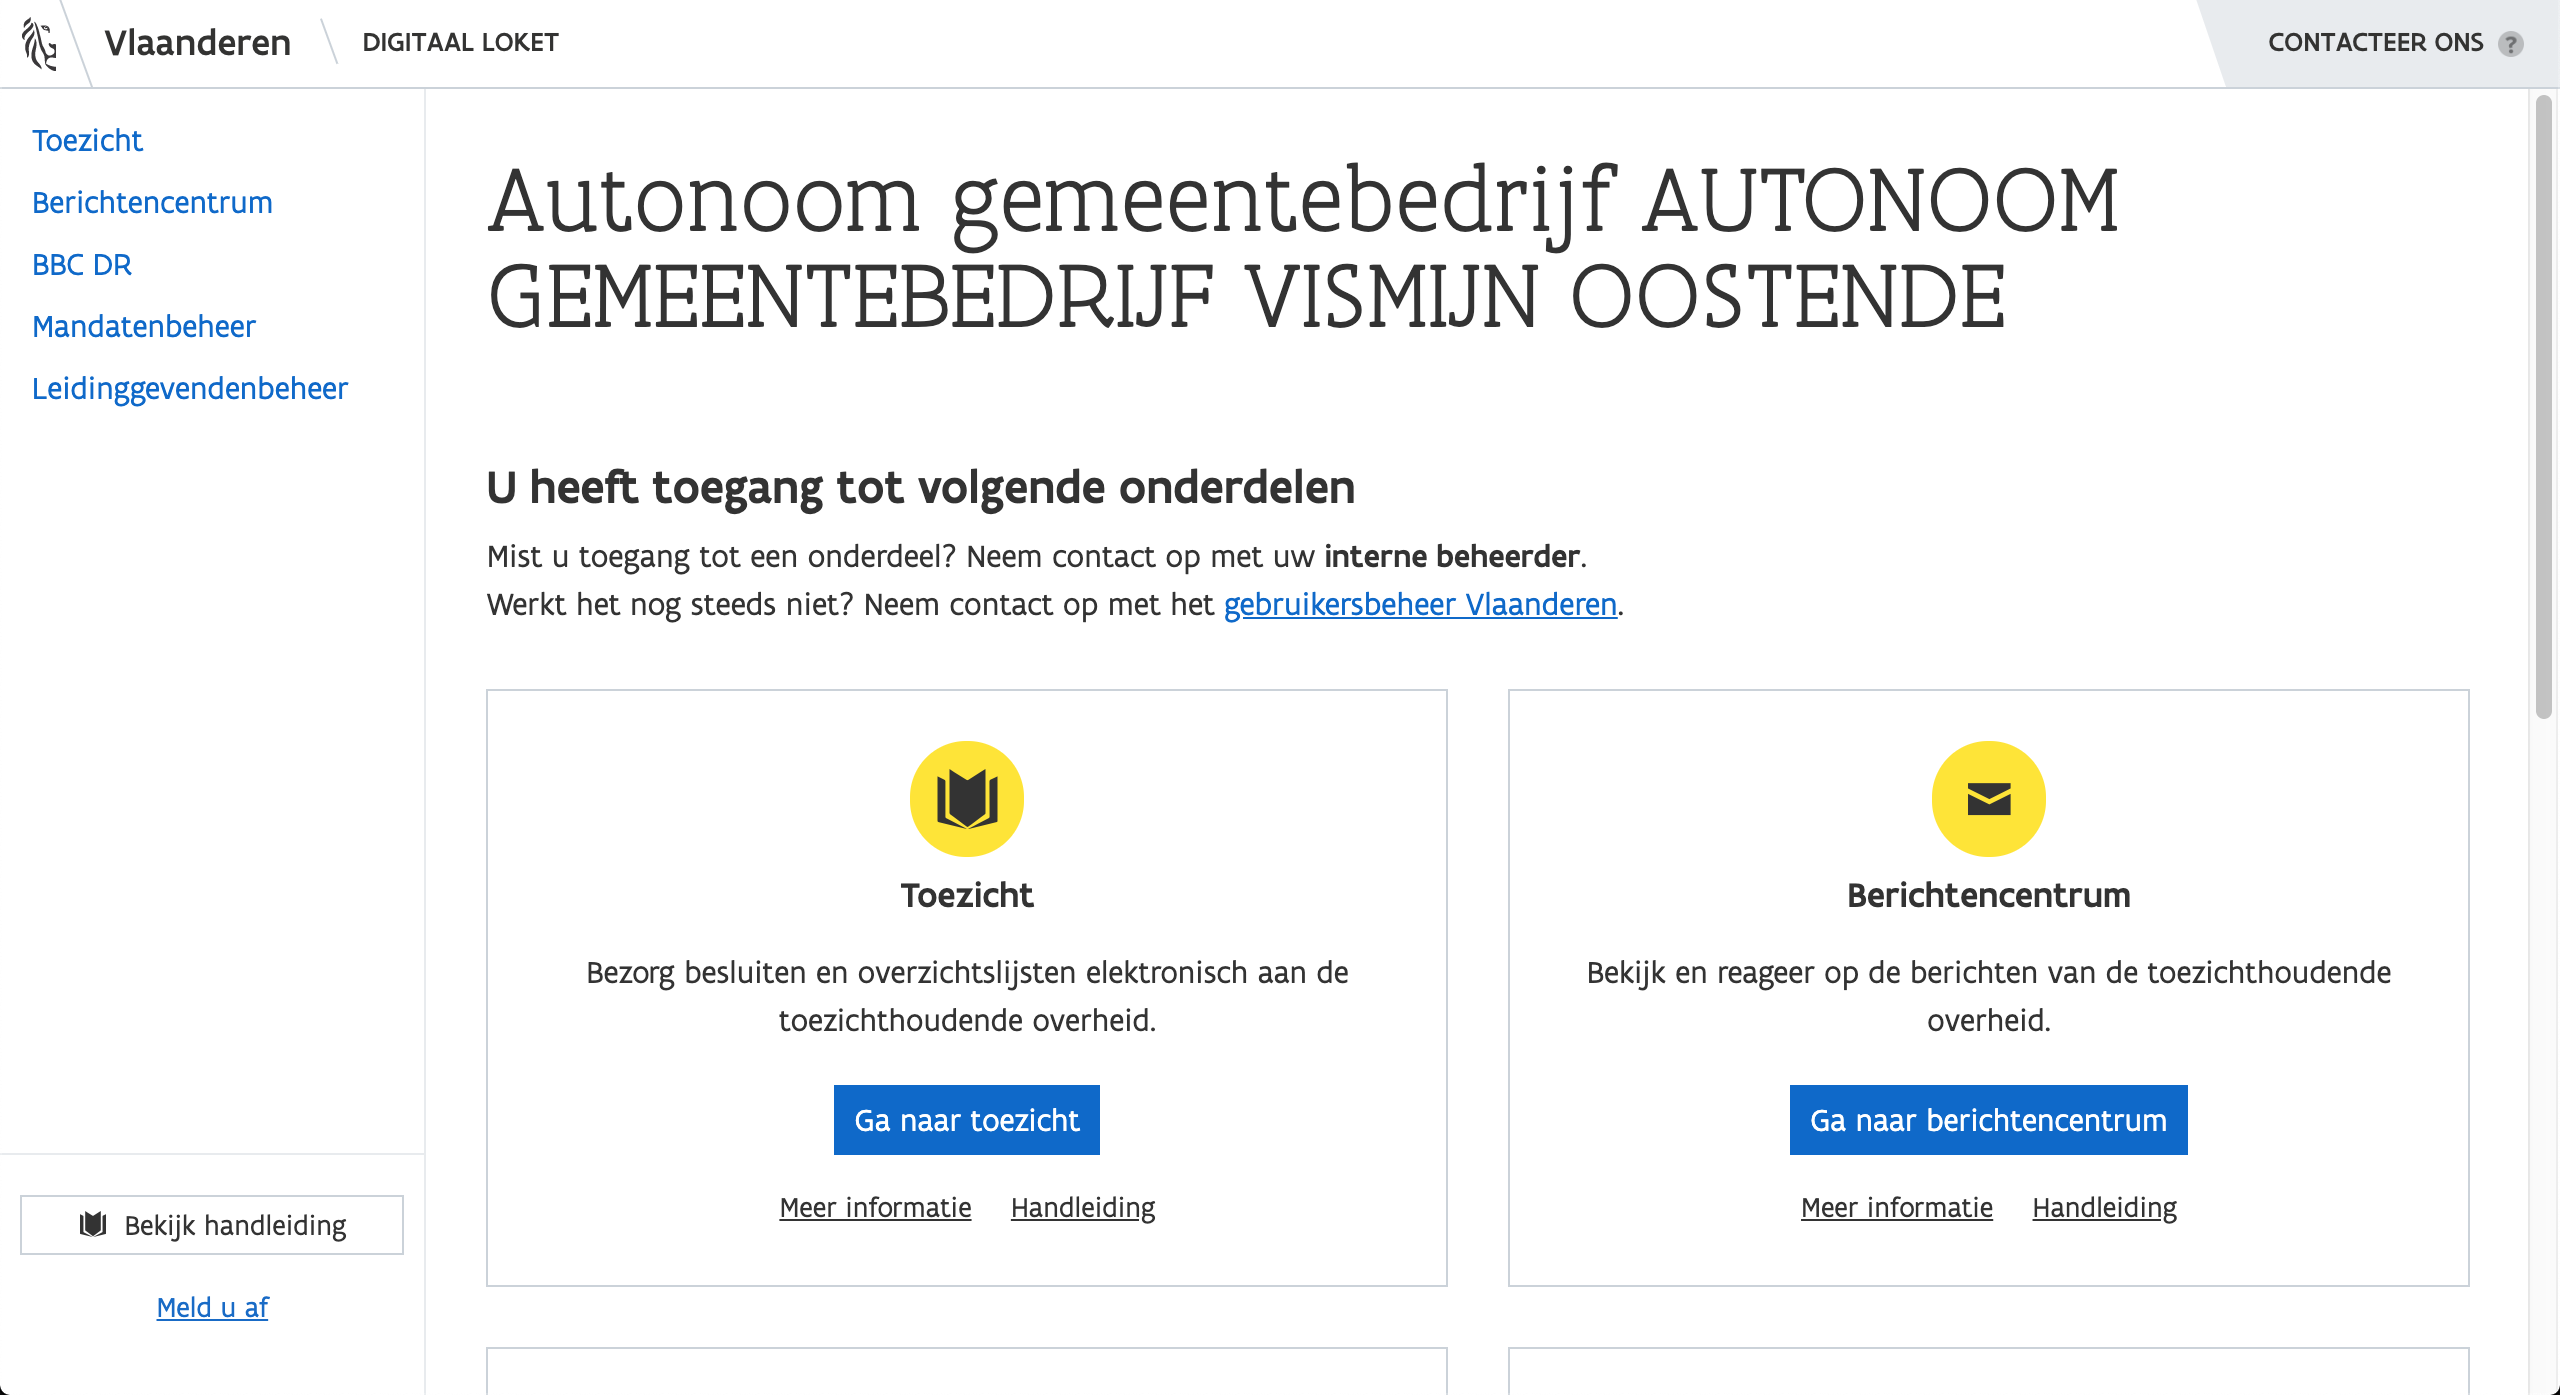 Vlaanderen
DIGITAAL LOKET
CONTACTEER ONS ?
Toezicht
Berichtencentrum
BBC DR
Mandatenbeheer
Leidinggevendenbeheer
Bekijk handleiding
Meld u af
Autonoom gemeentebedrijf AUTONOOM
GEMEENTEBEDRIJF VISMIJN OOSTENDE
U heeft toegang tot volgende onderdelen
Mist u toegang tot een onderdeel? Neem contact op met uw interne beheerder.
Werkt het nog steeds niet? Neem contact op met het gebruikersbeheer Vlaanderen.
Toezicht
Bezorg besluiten en overzichtslijsten elektronisch aan de
toezichthoudende overheid.
Ga naar toezicht
Meer informatie Handleiding
Berichtencentrum
Bekijk en reageer op de berichten van de toezichthoudende
overheid.
Ga naar berichtencentrum
Meer informatie Handleiding